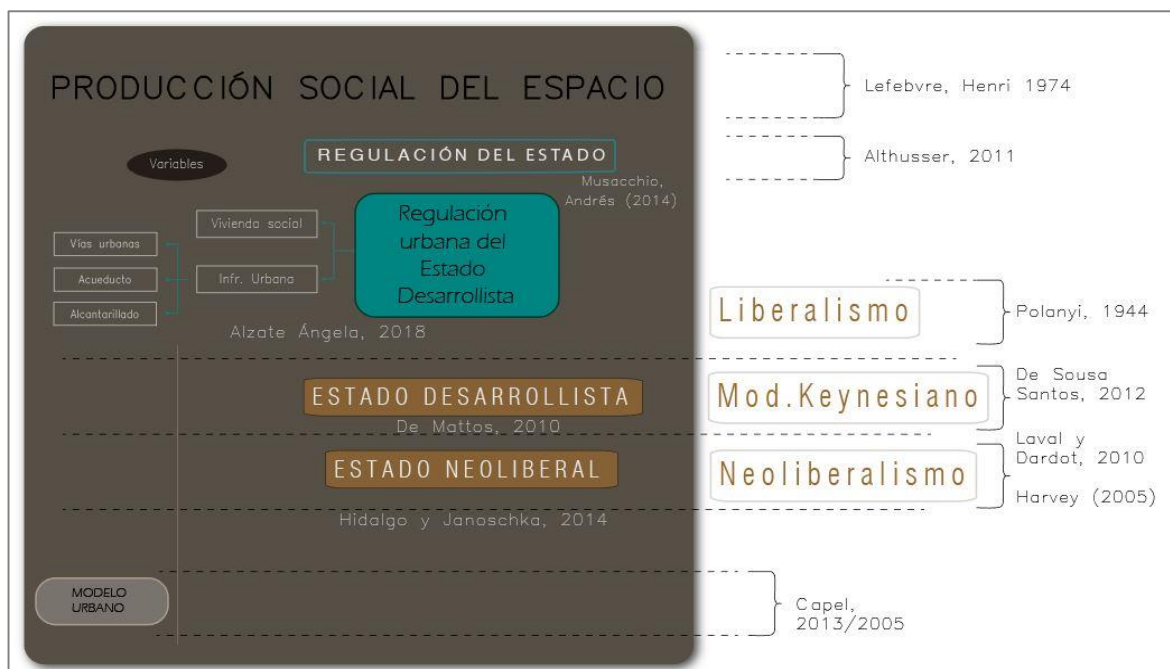 PRODUCCIÓN SOCIAL DEL ESPACIO
Lefebvre, Henri 1974
Variables
REGULACIÓN DEL ESTADO
Althusser, 2011
Musacchio,
Andrés (2014)
Regulación
urbana del
Estado
Desarrollista
Vivienda social
Infr. Urbana
Vías urbanas
Acueducto
Alcantarillado
Alzate Ángela, 2018
Liberalismo
Polanyi, 1944
ESTADO DESARROLLISTA
De Mattos, 2010
Mod.Keynesiano
De Sousa
Santos, 2012
ESTADO NEOLIBERAL
Hidalgo y Janoschka, 2014
Neoliberalismo
Laval y
Dardot, 2010
Harvey (2005)
MODELO
URBANO
Capel,
2013/2005